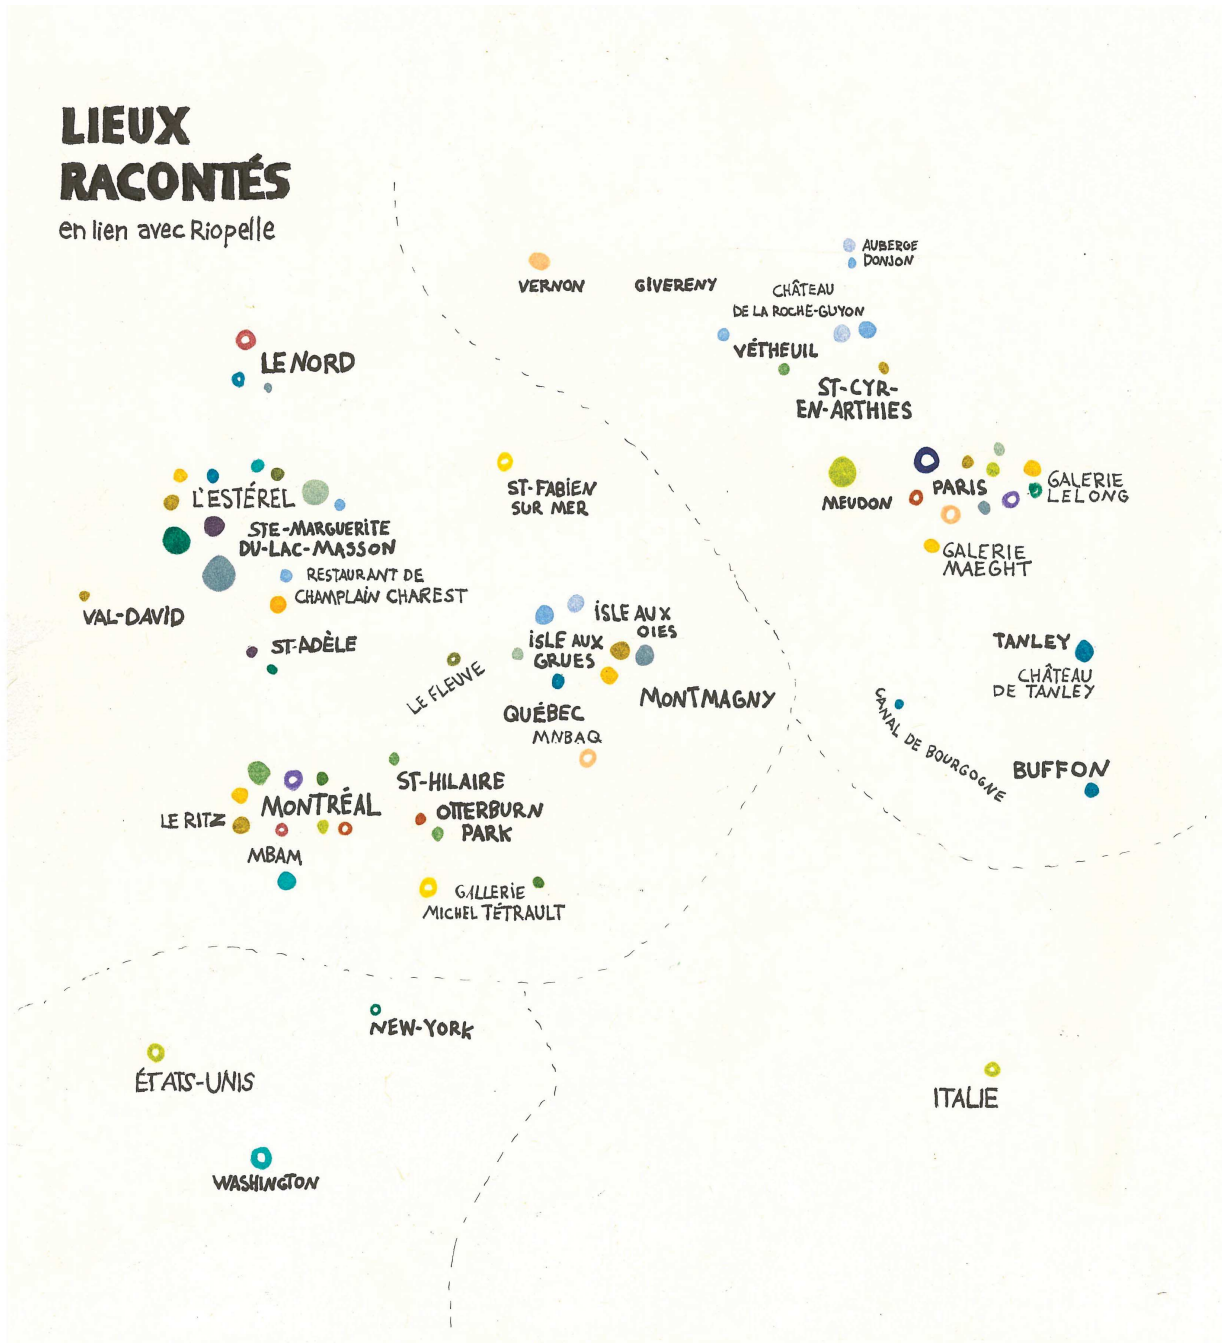 LIEUX
RACONTÉS
en lien avec Riopelle
AUBERGE
DONJON
VERNON
GIVERENY
CHÂTEAU
DE LA ROCHE-GUYON
VÉTHEUIL
ST-CYR-
EN-ARTHIES
LE NORD
L'ESTÉREL
STE-MARGUERITE
DU-LAC-MASSON
RESTAURANT DE
CHAMPLAIN CHAREST
VAL-DAVID
ST-ADÈLE
ST-FABIEN
SUR MER
MEUDON
PARIS
GALERIE
LELONG
GALERIE
MAEGHT
ISLE AUX
OIES
ISLE AUX
GRUES
LE FLEUVE
MONTMAGNY
QUÉBEC
MNBAQ
TANLEY
CHÂTEAU
DE TANLEY
CANAL DE BOURGOGNE
BUFFON
ST-HILAIRE
MONTRÉAL
LE RITZ
OTTERBURN
PARK
MBAM
GALLERIE
MICHEL TÉTRAULT
NEW-YORK
ÉTATS-UNIS
WASHINGTON
ITALIE